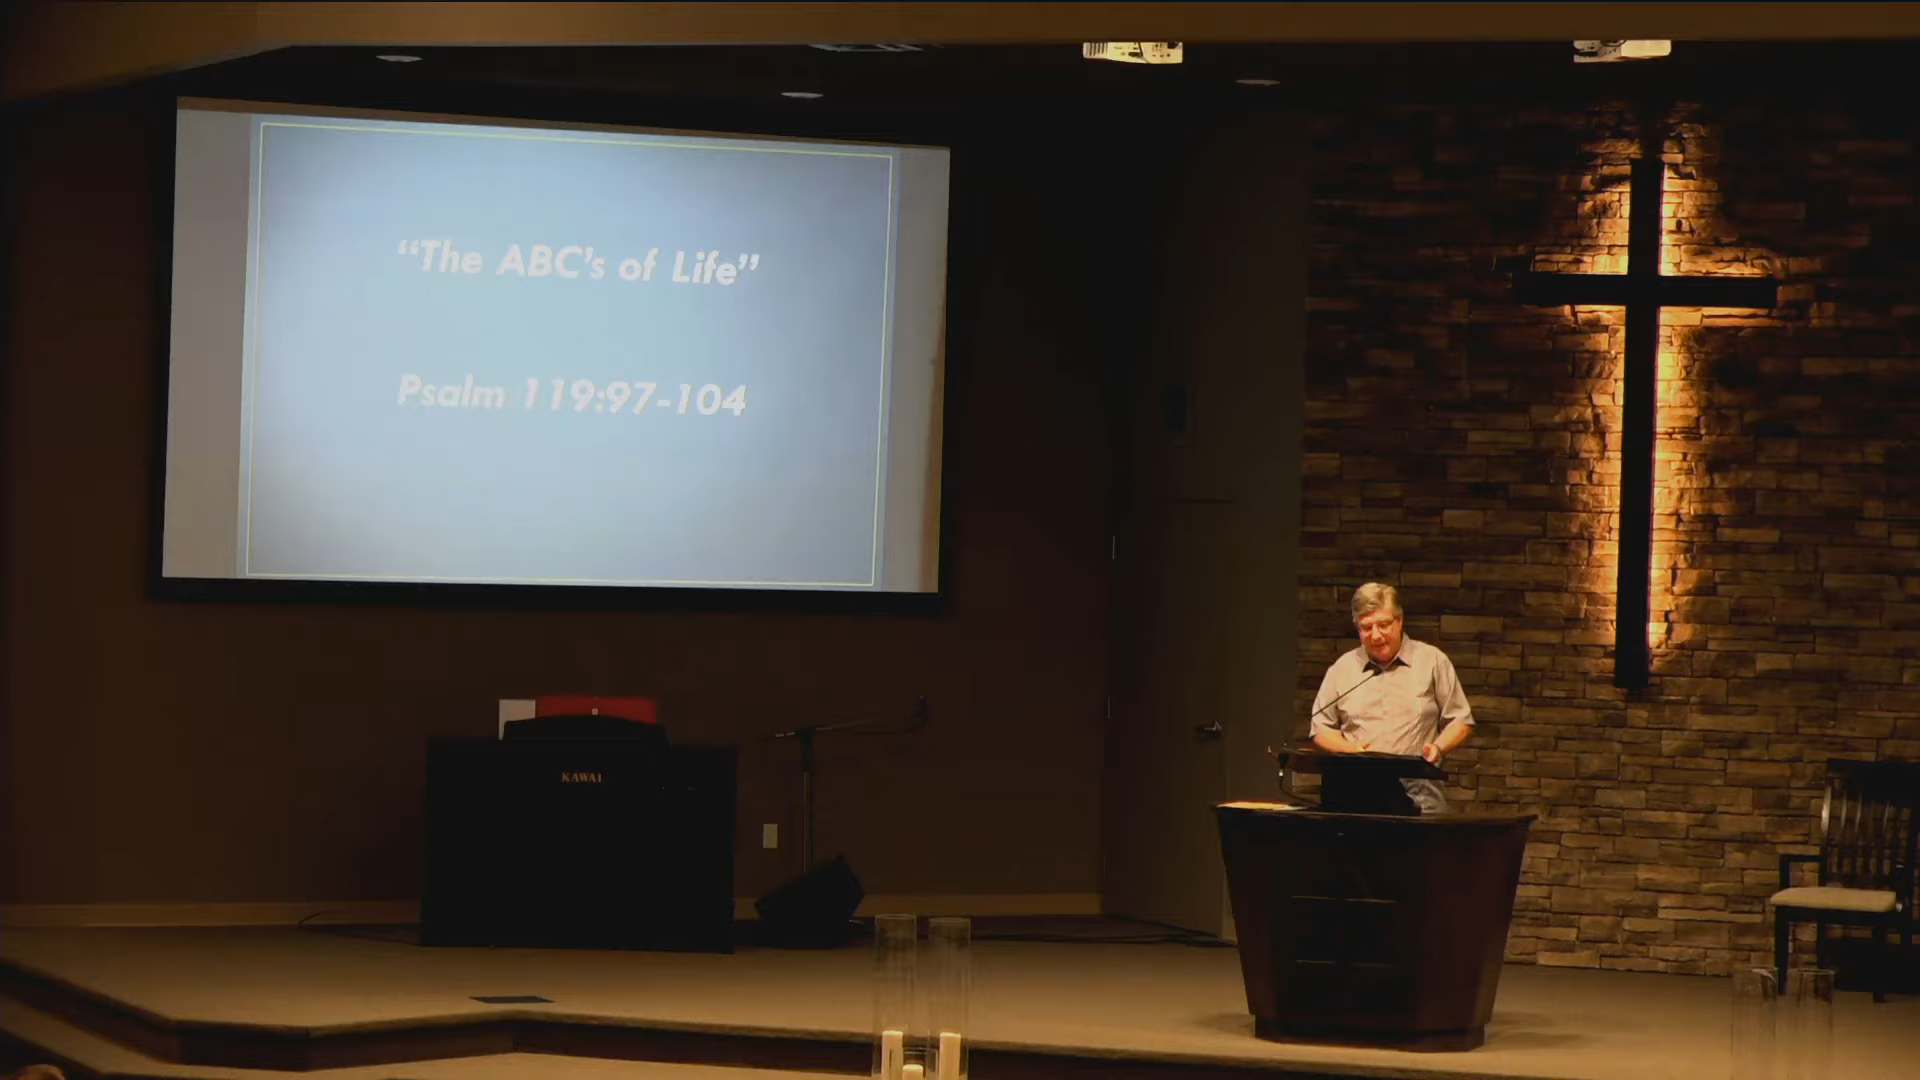 “The ABC’s of Life”
Psalm 119:97-104
KAWAI